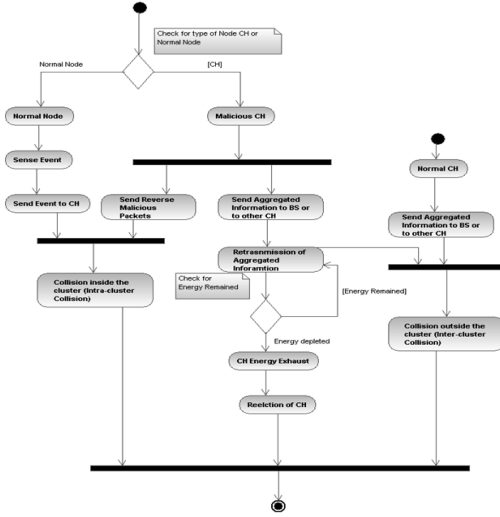 Check for type of Node CH or
Normal Node
Normal Node
[CH]
Normal Node
Malicious CH
Sense Event
Normal CH
Send Event to CH
Send Reverse
Malicious
Packets
Send Aggregated
Information to BS or
to other CH
Send Aggregated
Information to BS or
to other CH
Retrasnmission of
Aggregated
Inforamtion
Check for
Energy Remained
[Energy Remained]
Collision inside the
cluster (Intra-cluster
Collision)
Collision outside the
cluster (Inter-cluster
Collision)
Energy depleted
CH Energy Exhaust
Reelction of CH